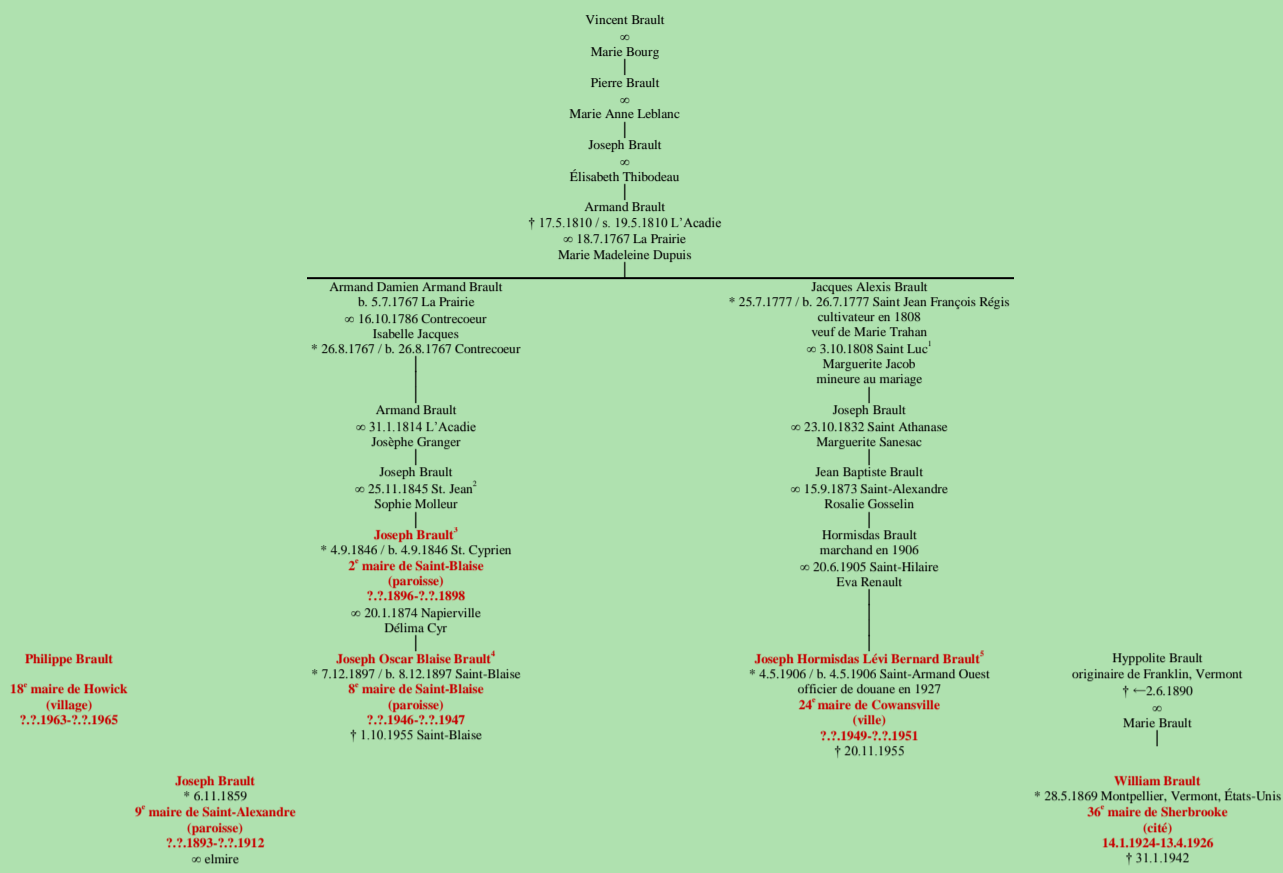 Vincent Brault
∞
Marie Bourg
Pierre Brault
∞
Marie Anne Leblanc
Joseph Brault
∞
Élisabeth Thibodeau
Armand Brault
† 17.5.1810 / s. 19.5.1810 L’Acadie
∞ 18.7.1767 La Prairie
Marie Madeleine Dupuis
Armand Damien Armand Brault
b. 5.7.1767 La Prairie
∞ 16.10.1786 Contrecoeur
Isabelle Jacques
* 26.8.1767 / b. 26.8.1767 Contrecoeur
Armand Brault
∞ 31.1.1814 L’Acadie
Josèphe Granger
Joseph Brault
∞ 25.11.1845 St. Jean²
Sophie Molleur
Joseph Brault³
* 4.9.1846 / b. 4.9.1846 St. Cyprien
2ᵉ maire de Saint-Blaise
(paroisse)
?.?.1896-?.?.1898
∞ 20.1.1874 Napierville
Délima Cyr
Joseph Oscar Blaise Brault⁴
* 7.12.1897 / b. 8.12.1897 Saint-Blaise
8ᵉ maire de Saint-Blaise
(paroisse)
?.?.1946-?.?.1947
† 1.10.1955 Saint-Blaise
Jacques Alexis Brault
* 25.7.1777 / b. 26.7.1777 Saint Jean François Régis
cultivateur en 1808
veuf de Marie Trahan
∞ 3.10.1808 Saint Luc¹
Marguerite Jacob
mineure au mariage
Joseph Brault
∞ 23.10.1832 Saint Athanase
Marguerite Sanesac
Jean Baptiste Brault
∞ 15.9.1873 Saint-Alexandre
Rosalie Gosselin
Hormisdas Brault
marchand en 1906
∞ 20.6.1905 Saint-Hilaire
Eva Renault
Joseph Hormisdas Lévi Bernard Brault⁵
* 4.5.1906 / b. 4.5.1906 Saint-Armand Ouest
officier de douane en 1927
24ᵉ maire de Cowansville
(ville)
?.?.1949-?.?.1951
† 20.11.1955
Philippe Brault
18ᵉ maire de Howick
(village)
?.?.1963-?.?.1965
Hyppolite Brault
originaire de Franklin, Vermont
† ←2.6.1890
∞
Marie Brault
Joseph Brault
* 6.11.1859
9ᵉ maire de Saint-Alexandre
(paroisse)
?.?.1893-?.?.1912
∞ elmire
William Brault
* 28.5.1869 Montpellier, Vermont, États-Unis
36ᵉ maire de Sherbrooke
(cité)
14.1.1924-13.4.1926
† 31.1.1942